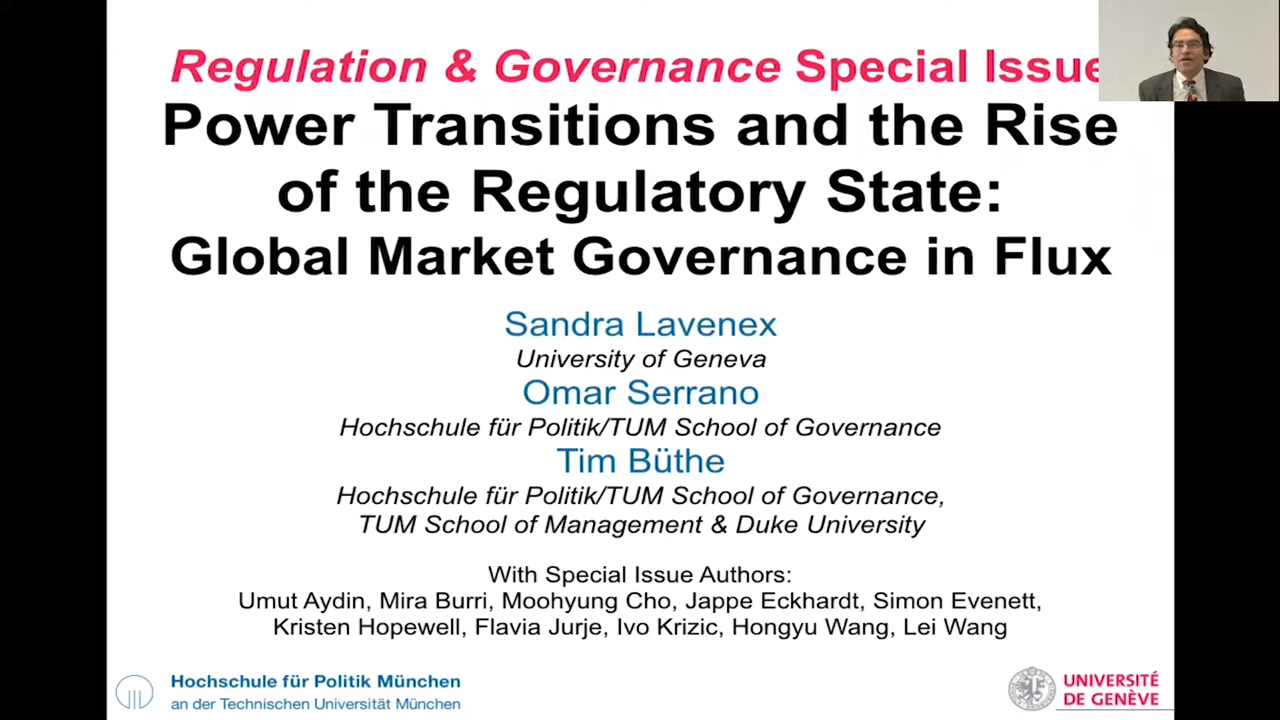 Regulation & Governance Special Issue
Power Transitions and the Rise
of the Regulatory State:
Global Market Governance in Flux
Sandra Lavenex
University of Geneva
Omar Serrano
Hochschule für Politik/TUM School of Governance
Tim Büthe
Hochschule für Politik/TUM School of Governance,
TUM School of Management & Duke University
With Special Issue Authors:
Umut Aydin, Mira Burri, Moohyung Cho, Jappe Eckhardt, Simon Evenett,
Kristen Hopewell, Flavia Jurje, Ivo Krizic, Hongyu Wang, Lei Wang
Hochschule für Politik München
an der Technischen Universität München
UNIVERSITÉ
DE GENÈVE